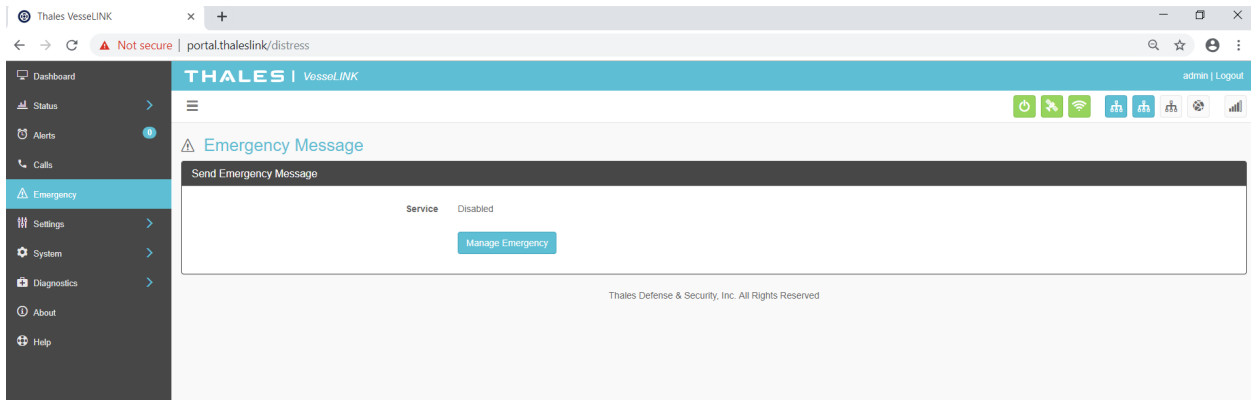 Thales VesseLINK
Not secure | portal.thaleslink/distress
Dashboard
THALES | VesseLINK
admin | Logout
Status
Alerts
0
Emergency Message
Calls
Send Emergency Message
Emergency
Service Disabled
Settings
Manage Emergency
System
Diagnostics
Thales Defense & Security, Inc. All Rights Reserved
About
Help